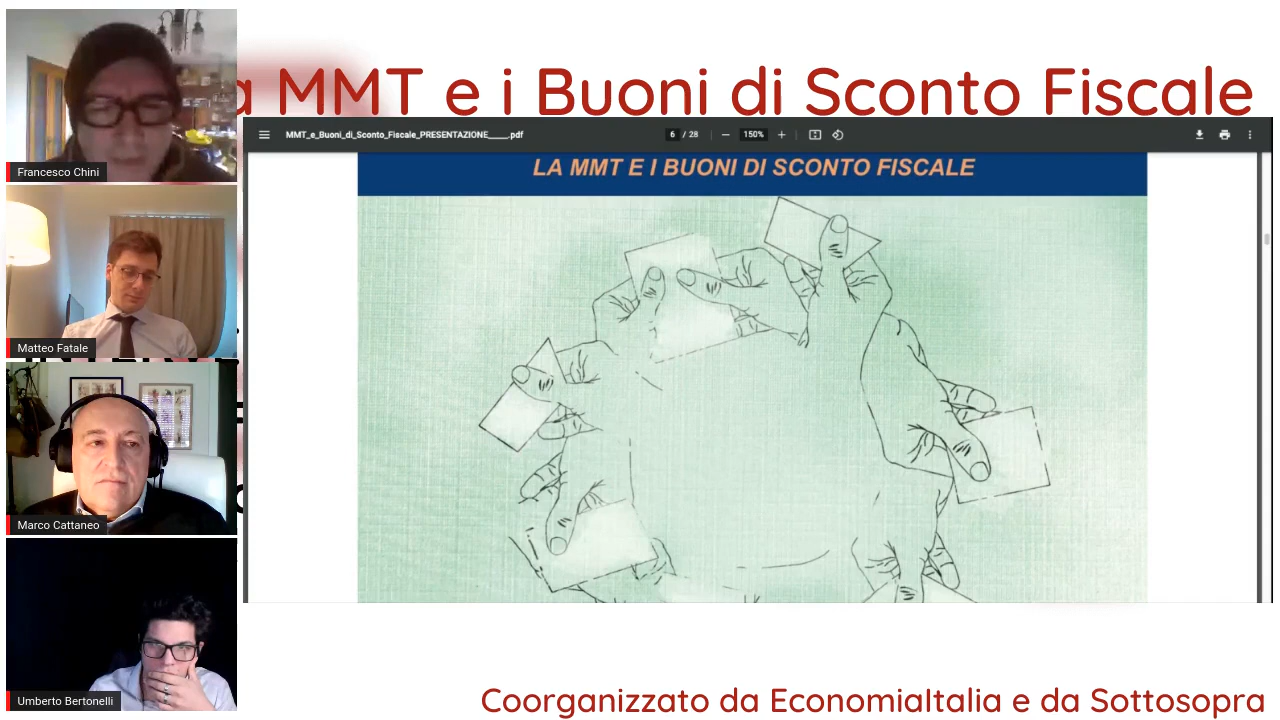 a MMT e i Buoni di Sconto Fiscale
MMT_e_Buoni_di_Sconto_Fiscale_PRESENTAZIONE_____.pdf
6 / 28
150%
LA MMT E I BUONI DI SCONTO FISCALE
Francesco Chini
Matteo Fatale
Marco Cattaneo
Umberto Bertonelli
Coorganizzato da EconomiaItalia e da Sottosopra